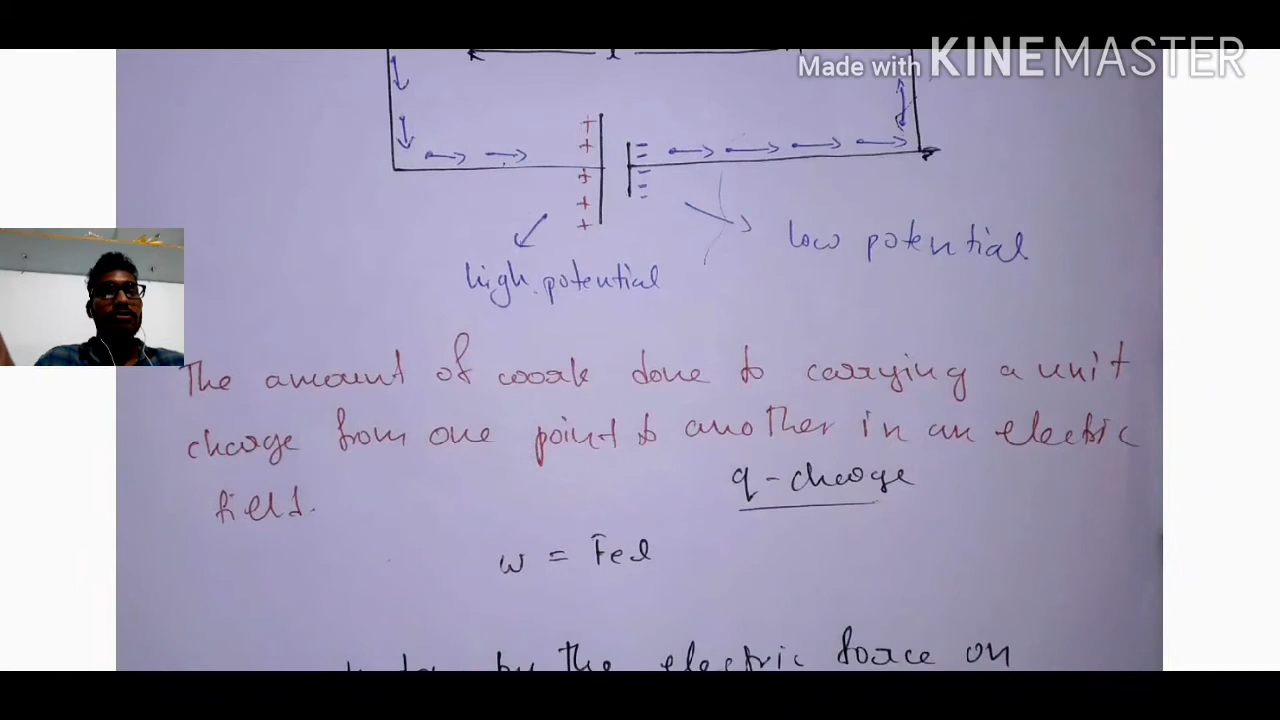 Made with KINEMASTER
l
+
+
+
+
+
low potential
high potential
The amount of work done to carrying a unit
charge from one point to another in an electric
field.
q - charge
w = Fe l
by the electric force on